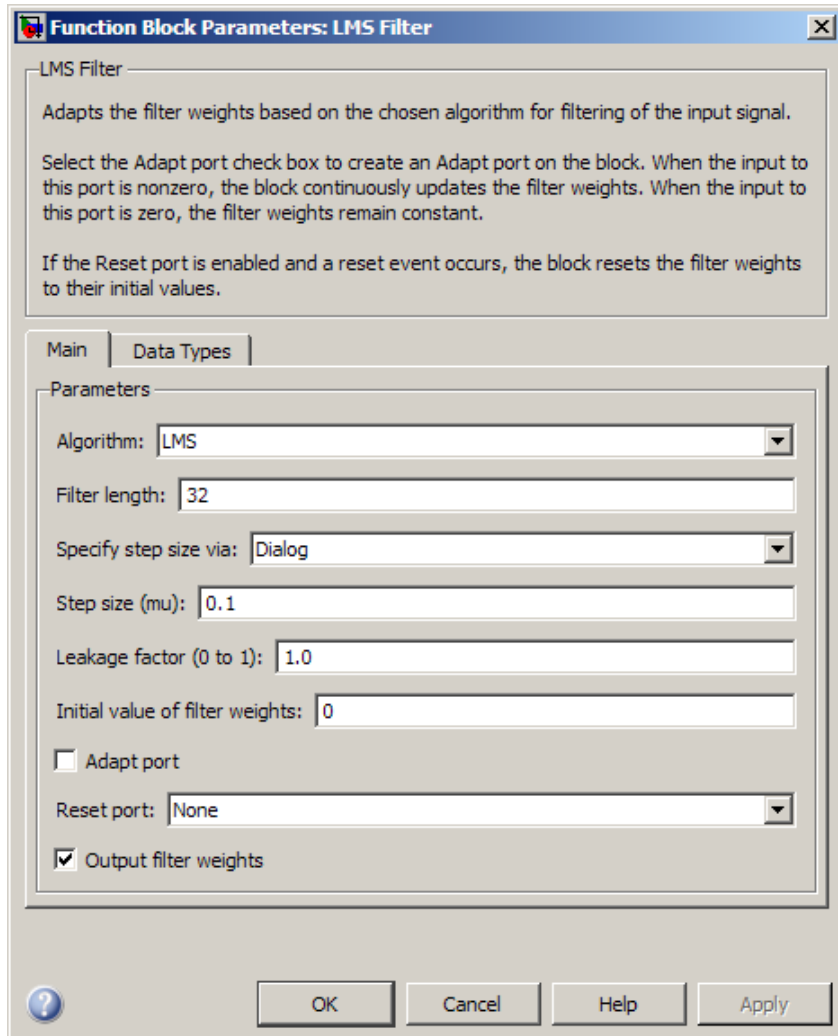 Function Block Parameters: LMS Filter
LMS Filter
Adapts the filter weights based on the chosen algorithm for filtering of the input signal.
Select the Adapt port check box to create an Adapt port on the block. When the input to
this port is nonzero, the block continuously updates the filter weights. When the input to
this port is zero, the filter weights remain constant.
If the Reset port is enabled and a reset event occurs, the block resets the filter weights
to their initial values.
Main Data Types
Parameters
Algorithm: LMS
Filter length: 32
Specify step size via: Dialog
Step size (mu): 0.1
Leakage factor (0 to 1): 1.0
Initial value of filter weights: 0
Adapt port
Reset port: None
Output filter weights
OK Cancel Help Apply